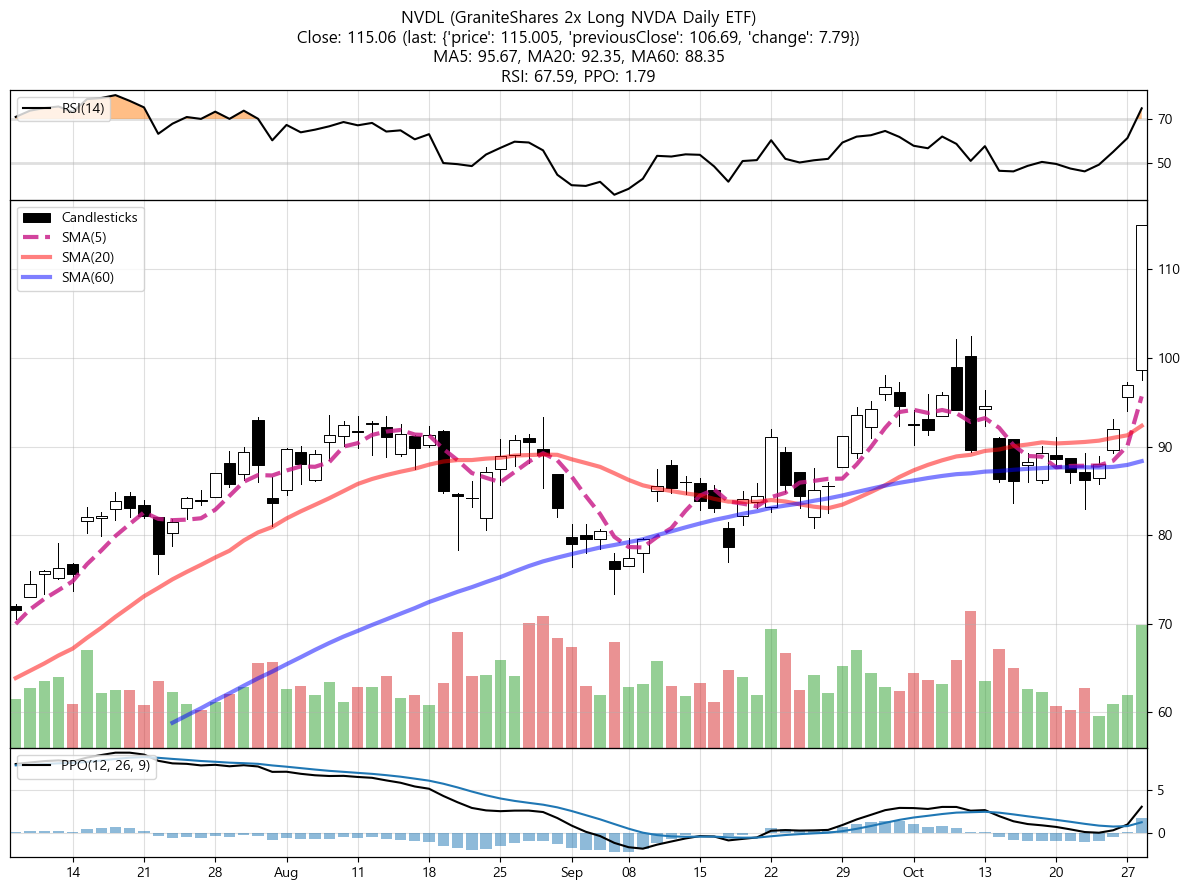 NVDL (GraniteShares 2x Long NVDA Daily ETF)
Close: 115.06 (last: {'price': 115.005, 'previousClose': 106.69, 'change': 7.79})
MA5: 95.67, MA20: 92.35, MA60: 88.35
RSI: 67.59, PPO: 1.79
RSI(14)
70
50
Candlesticks
SMA(5)
SMA(20)
SMA(60)
110
100
90
80
70
60
PPO(12, 26, 9)
5
0
14 21 28 Aug 11 18 25 Sep 08 15 22 29 Oct 13 20 27